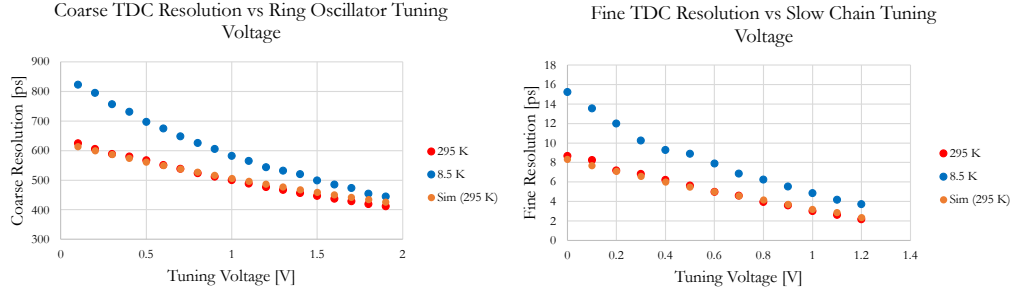 Coarse TDC Resolution vs Ring Oscillator Tuning
Voltage
900
800
700
600
500
400
300
0
0.5
1
1.5
2
Coarse Resolution [ps]
Tuning Voltage [V]
295 K
8.5 K
Sim (295 K)
Fine TDC Resolution vs Slow Chain Tuning
Voltage
18
16
14
12
10
8
6
4
2
0
0
0.2
0.4
0.6
0.8
1
1.2
1.4
Fine Resolution [ps]
Tuning Voltage [V]
295 K
8.5 K
Sim (295 K)